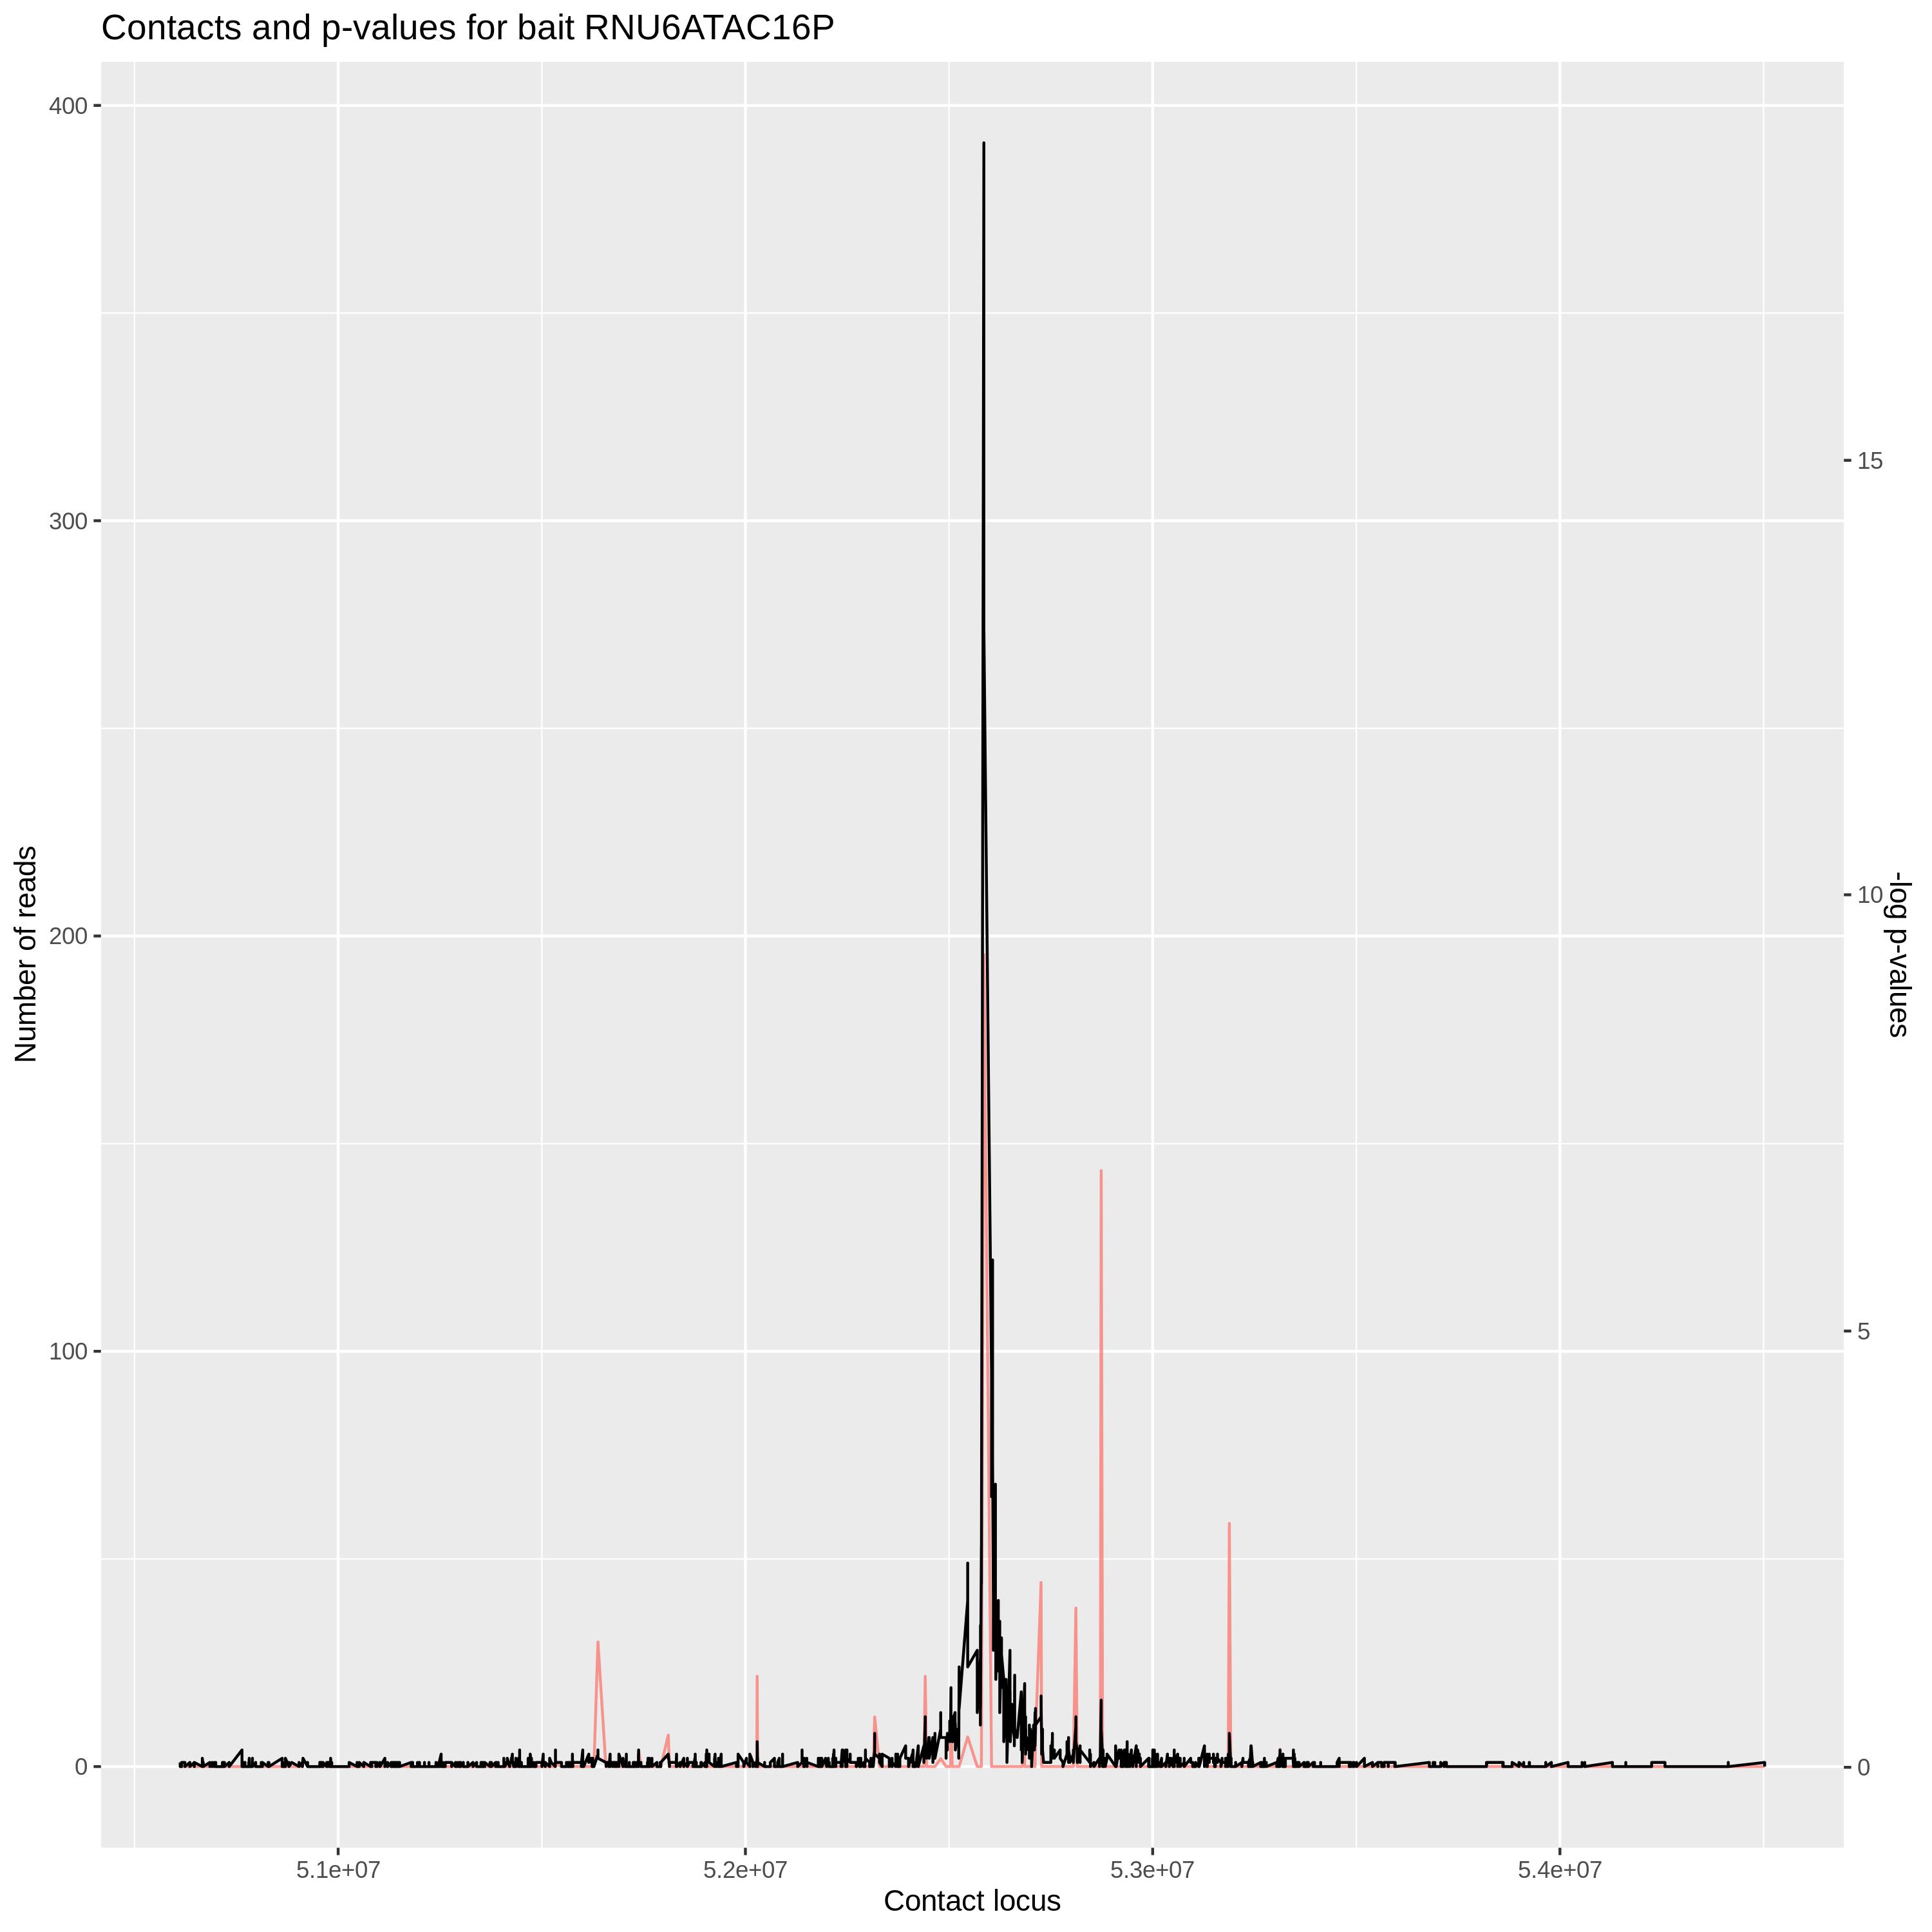 Contacts and p-values for bait RNU6ATAC16P
400
300
200
100
0
Number of reads
15
10
5
0
-log p-values
5.1e+07
5.2e+07
5.3e+07
5.4e+07
Contact locus